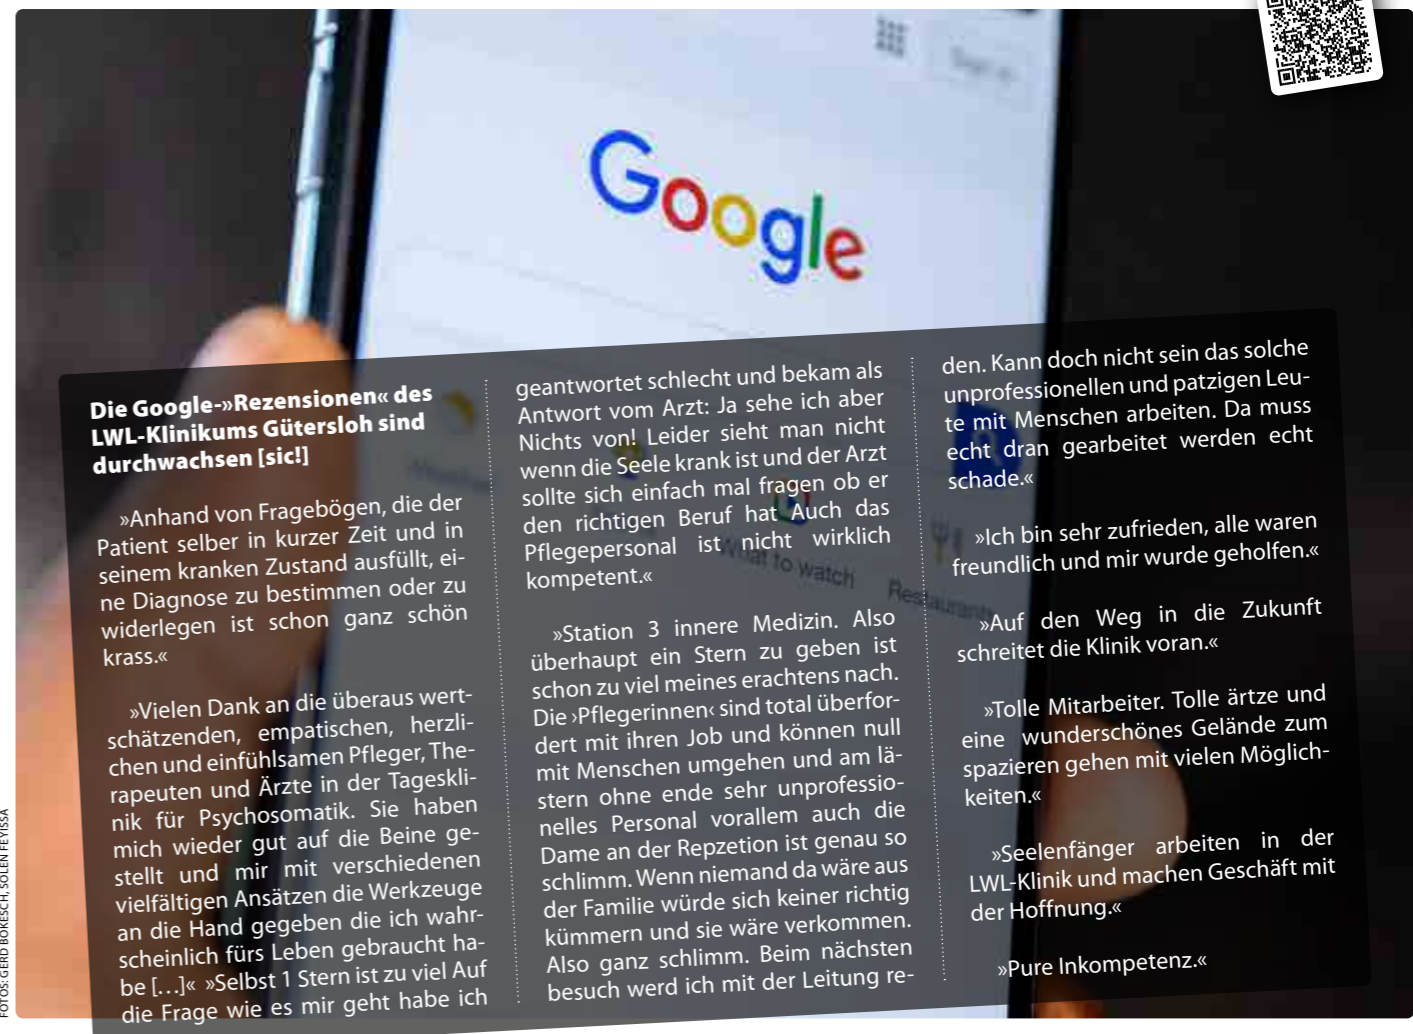 Google
Die Google-»Rezensionen« des
LWL-Klinikums Gütersloh sind
durchwachsen [sic!]
»Anhand von Fragebögen, die der
Patient selber in kurzer Zeit und in
seinem kranken Zustand ausfüllt, ei-
ne Diagnose zu bestimmen oder zu
widerlegen ist schon ganz schön
krass.«
»Vielen Dank an die überaus wert-
schätzenden, empatischen, herzli-
chen und einfühlsamen Pfleger, The-
rapeuten und Ärzte in der Tageskli-
nik für Psychosomatik. Sie haben
mich wieder gut auf die Beine ge-
stellt und mir mit verschiedenen
vielfältigen Ansätzen die Werkzeuge
an die Hand gegeben die ich wahr-
scheinlich fürs Leben gebraucht ha-
be […]« »Selbst 1 Stern ist zu viel Auf
die Frage wie es mir geht habe ich
geantwortet schlecht und bekam als
Antwort vom Arzt: Ja sehe ich aber
Nichts von! Leider sieht man nicht
wenn die Seele krank ist und der Arzt
sollte sich einfach mal fragen ob er
den richtigen Beruf hat Auch das
Pflegepersonal ist nicht wirklich
kompetent.«
»Station 3 innere Medizin. Also
überhaupt ein Stern zu geben ist
schon zu viel meines erachtens nach.
Die ›Pflegerinnen‹ sind total überfor-
dert mit ihren Job und können null
mit Menschen umgehen und am lä-
stern ohne ende sehr unprofessio-
nelles Personal vorallem auch die
Dame an der Repzetion ist genau so
schlimm. Wenn niemand da wäre aus
der Familie würde sich keiner richtig
kümmern und sie wäre verkommen.
Also ganz schlimm. Beim nächsten
besuch werd ich mit der Leitung re-
den. Kann doch nicht sein das solche
unprofessionellen und patzigen Leu-
te mit Menschen arbeiten. Da muss
echt dran gearbeitet werden echt
schade.«
»Ich bin sehr zufrieden, alle waren
freundlich und mir wurde geholfen.«
»Auf den Weg in die Zukunft
schreitet die Klinik voran.«
»Tolle Mitarbeiter. Tolle ärtze und
eine wunderschönes Gelände zum
spazieren gehen mit vielen Möglich-
keiten.«
»Seelenfänger arbeiten in der
LWL-Klinik und machen Geschäft mit
der Hoffnung.«
»Pure Inkompetenz.«
What to watch
Restaurants
FOTOS: GERD BOKESCH, SOLEN FEYISSA